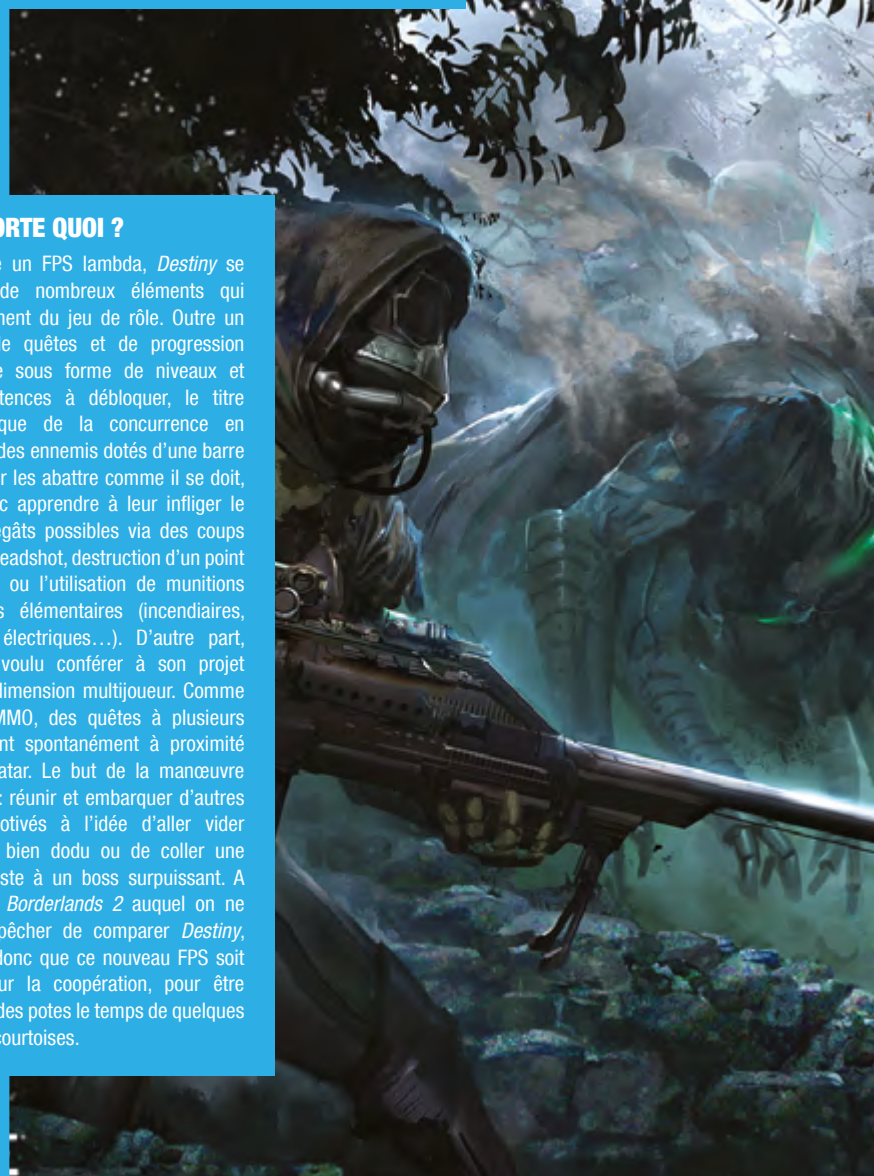 ORTE QUOI ?
un FPS lambda, Destiny se
de nombreux éléments qui
ment du jeu de rôle. Outre un
e quêtes et de progression
e sous forme de niveaux et
tences à débloquer, le titre
que de la concurrence en
des ennemis dotés d'une barre
r les abattre comme il se doit,
c apprendre à leur infliger le
égâts possibles via des coups
eadshot, destruction d'un point
ou l'utilisation de munitions
s élémentaires (incendiaires,
électriques…). D'autre part,
voulu conférer à son projet
dimension multijoueur. Comme
MMO, des quêtes à plusieurs
nt spontanément à proximité
atar. Le but de la manœuvre
: réunir et embarquer d'autres
otivés à l'idée d'aller vider
bien dodu ou de coller une
ste à un boss surpuissant. A
Borderlands 2 auquel on ne
pêcher de comparer Destiny,
donc que ce nouveau FPS soit
ur la coopération, pour être
des potes le temps de quelques
courtoises.